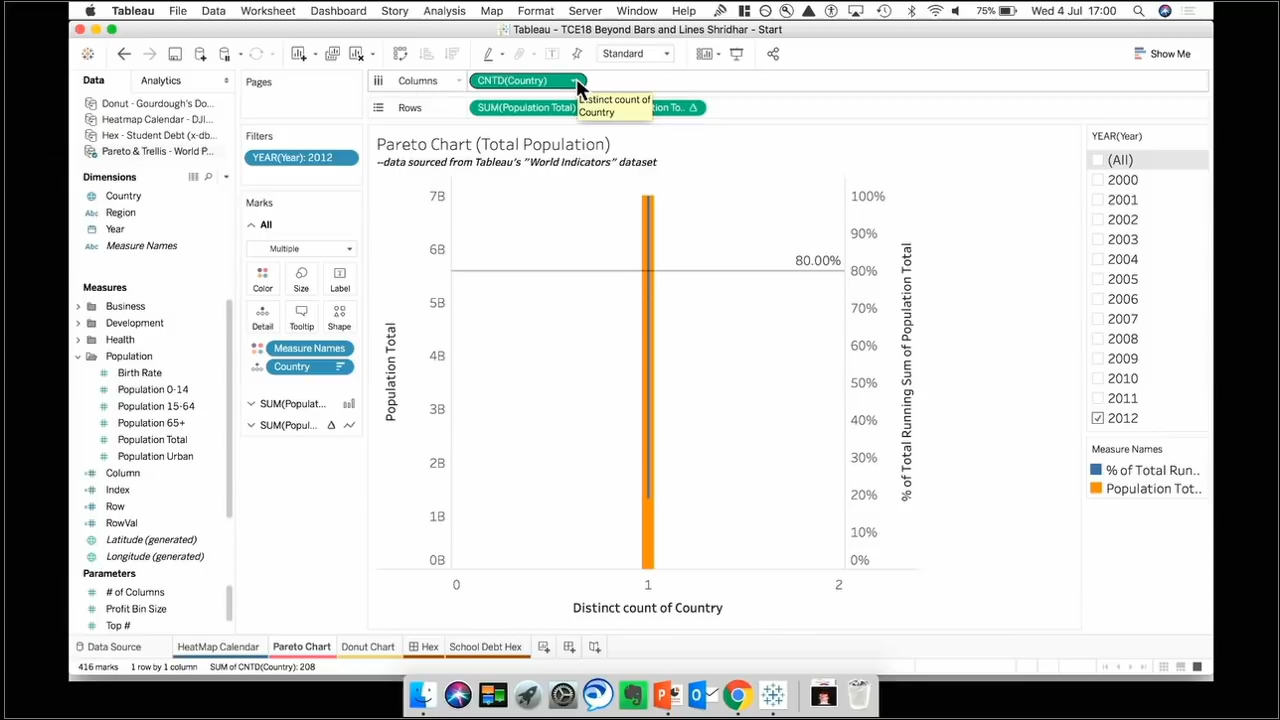 Tableau File Data Worksheet Dashboard Story Analysis Map Format Server Window Help 75% Wed 4 Jul 17:00
Tableau - TCE18 Beyond Bars and Lines Shridhar - Start
Standard
Show Me
Data Analytics
Donut - Gourdough's Do...
Heatmap Calendar - DJI...
Hex - Student Debt (x-db...
Pareto & Trellis - World P...
Dimensions
Country
Abc Region
Year
Abc Measure Names
Measures
Business
Development
Health
Population
Birth Rate
Population 0-14
Population 15-64
Population 65+
Population Total
Population Urban
Column
Index
Row
RowVal
Latitude (generated)
Longitude (generated)
Parameters
# of Columns
Profit Bin Size
Top #
Pages
Filters
YEAR(Year): 2012
Marks
All
Multiple
Color Size Label
Detail Tooltip Shape
Measure Names
Country
SUM(Populat...
SUM(Popul...
Columns CNTD(Country)
Rows SUM(Population Total) ion To..
Distinct count of
Country
Pareto Chart (Total Population)
--data sourced from Tableau's "World Indicators" dataset
7B
6B
5B
4B
3B
2B
1B
0B
Population Total
80.00%
100%
90%
80%
70%
60%
50%
40%
30%
20%
10%
0%
% of Total Running Sum of Population Total
0 1 2
Distinct count of Country
YEAR(Year)
(All)
2000
2001
2002
2003
2004
2005
2006
2007
2008
2009
2010
2011
2012
Measure Names
% of Total Run..
Population Tot..
Data Source HeatMap Calendar Pareto Chart Donut Chart Hex School Debt Hex
416 marks 1 row by 1 column SUM of CNTD(Country): 208